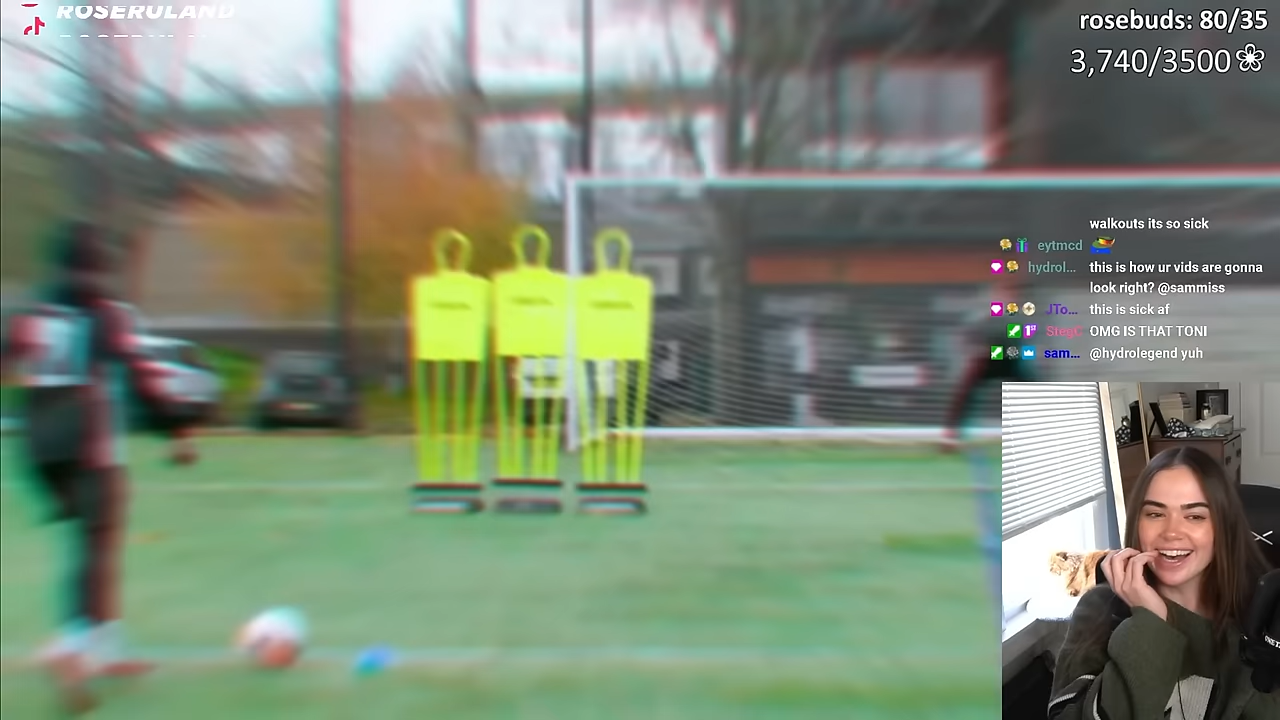 ROSERULAND
rosebuds: 80/35
3,740/3500
walkouts its so sick
eytmcd
hydrol... this is how ur vids are gonna
look right? @sammiss
JTo... this is sick af
OMG IS THAT TONI
sam... @hydrolegend yuh